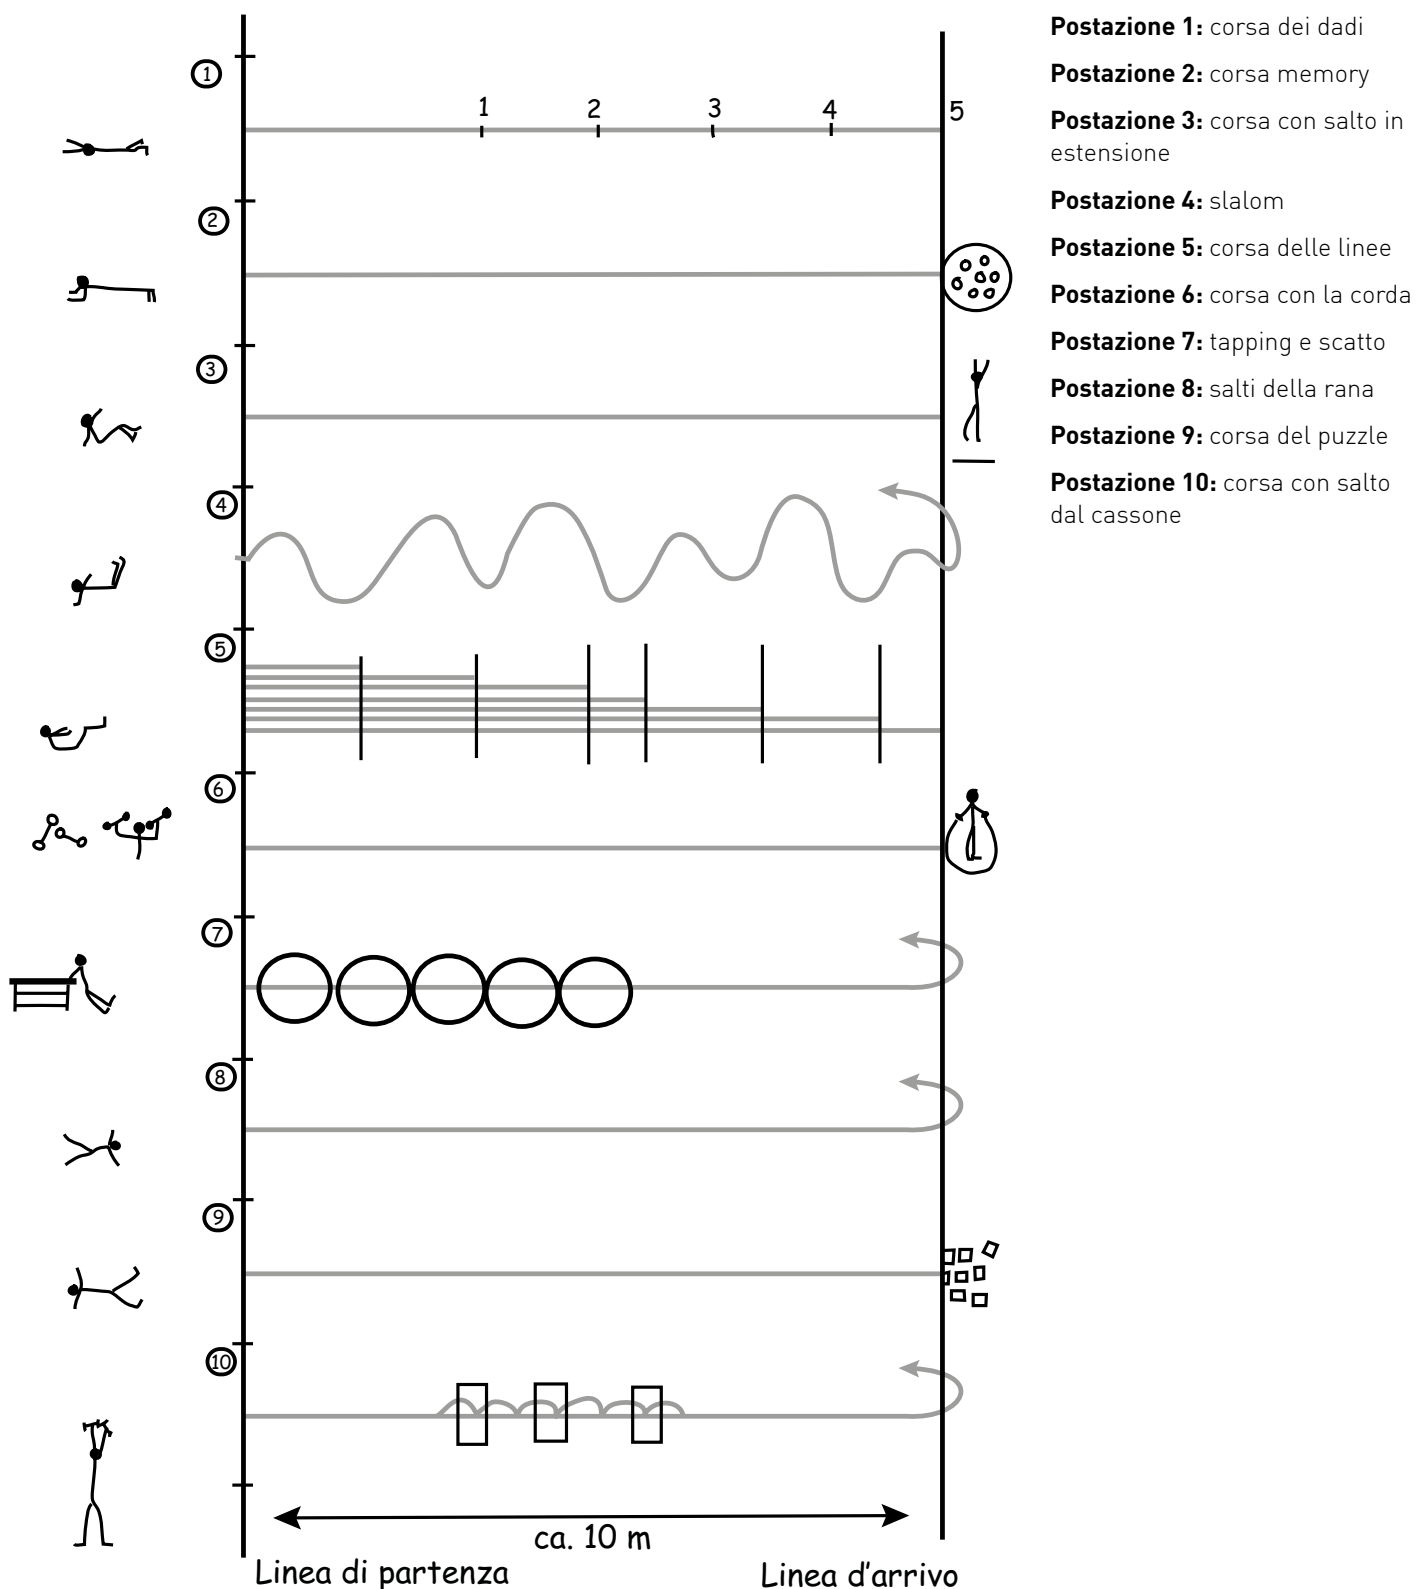 Postazione 1: corsa dei dadi
Postazione 2: corsa memory
Postazione 3: corsa con salto in
estensione
Postazione 4: slalom
Postazione 5: corsa delle linee
Postazione 6: corsa con la corda
Postazione 7: tapping e scatto
Postazione 8: salti della rana
Postazione 9: corsa del puzzle
Postazione 10: corsa con salto
dal cassone
1
1 2 3 4 5
2
3
4
5
6
7
8
9
10
ca. 10 m
Linea di partenza
Linea d'arrivo